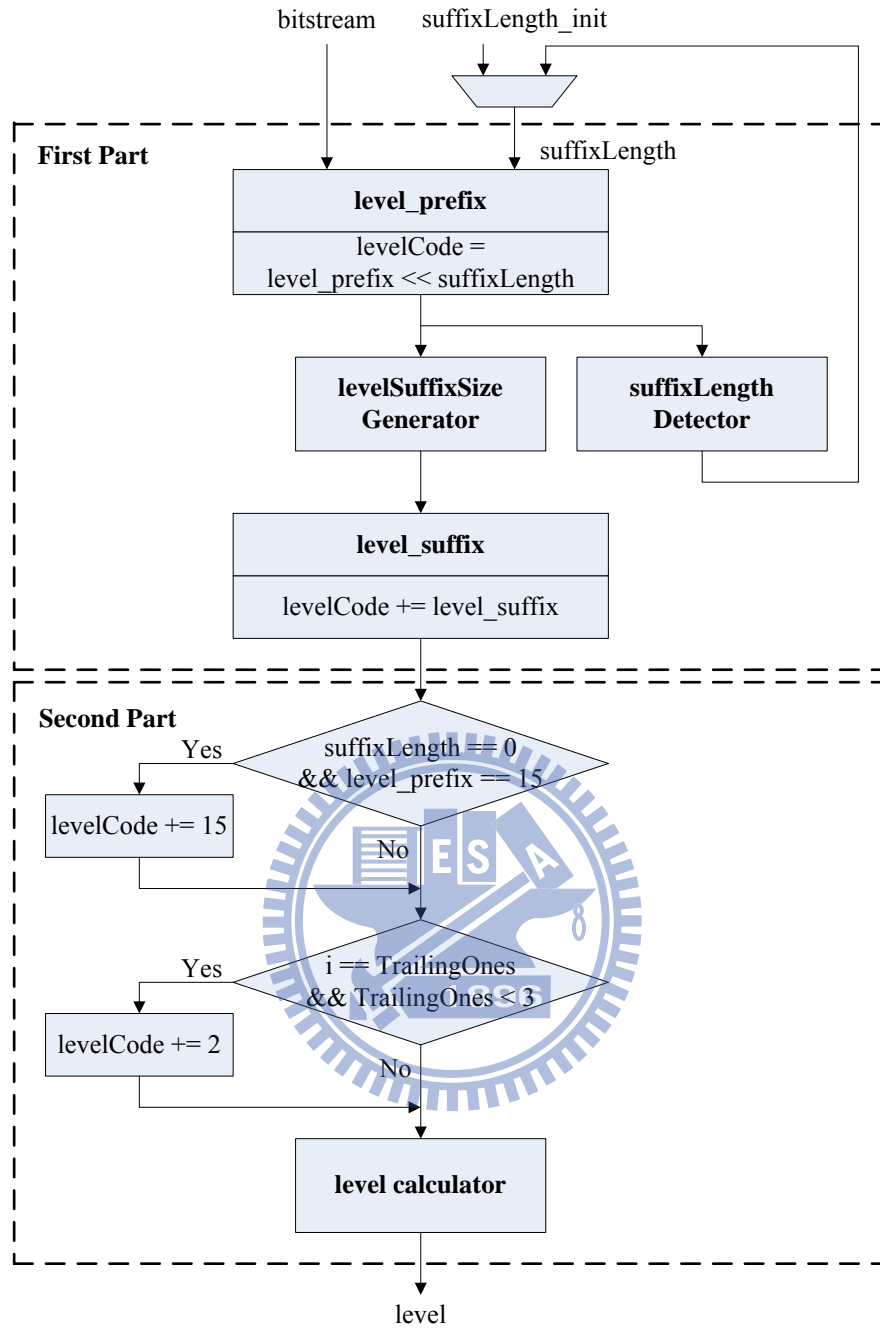 bitstream
suffixLength_init
First Part
suffixLength
level_prefix
levelCode =
level_prefix << suffixLength
levelSuffixSize
Generator
suffixLength
Detector
level_suffix
levelCode += level_suffix
Second Part
Yes
suffixLength == 0
&& level_prefix == 15
levelCode += 15
No
E S A
Yes
i == TrailingOnes
&& TrailingOnes < 3
1896
levelCode += 2
No
level calculator
level